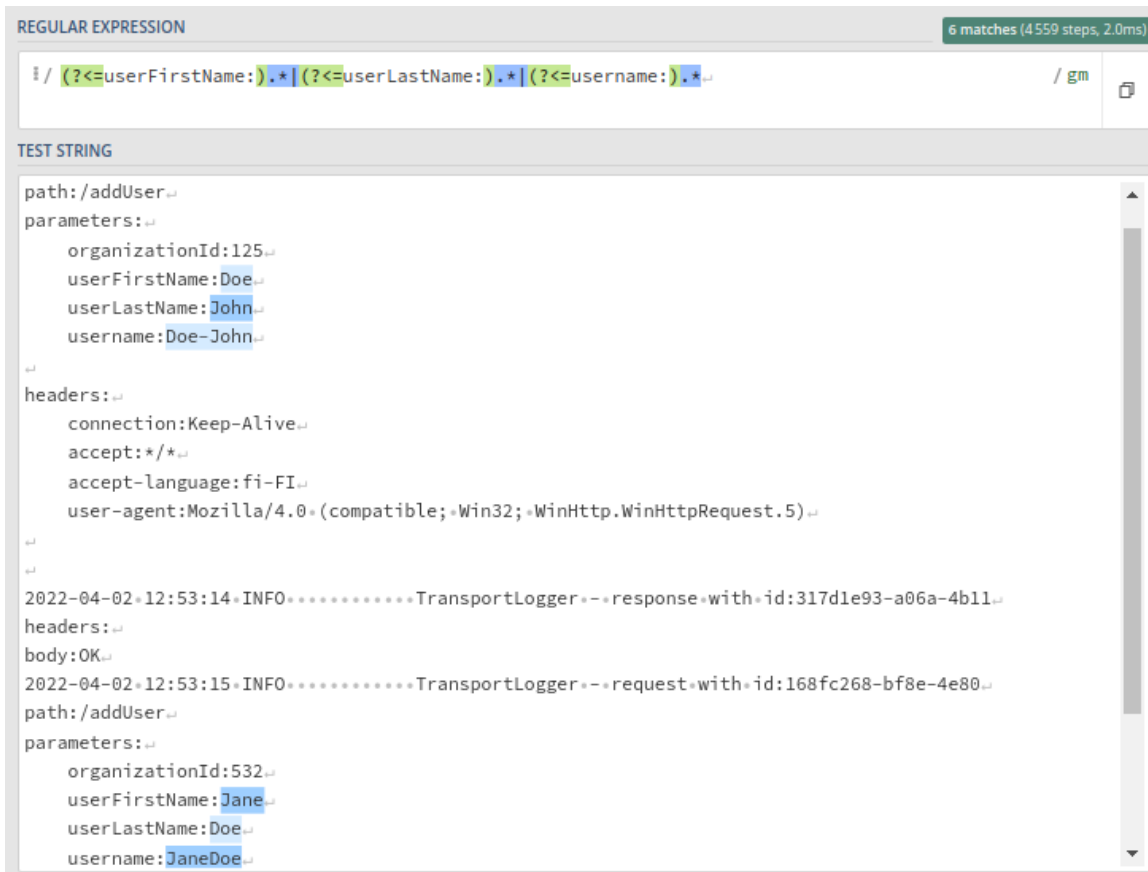 REGULAR EXPRESSION
6 matches (4559 steps, 2.0ms)
/ (?<=userFirstName:).*|(?<=userLastName:).*|(?<=username:).*↵ / gm
TEST STRING
path:/addUser↵
parameters:↵
organizationId:125↵
userFirstName:Doe↵
userLastName:John↵
username:Doe-John↵
↵
headers:↵
connection:Keep-Alive↵
accept:*/*↵
accept-language:fi-FI↵
user-agent:Mozilla/4.0·(compatible;·Win32;·WinHttp.WinHttpRequest.5)↵
↵
↵
2022-04-02·12:53:14·INFO············TransportLogger·-·response·with·id:317d1e93-a06a-4b11↵
headers:↵
body:OK↵
2022-04-02·12:53:15·INFO············TransportLogger·-·request·with·id:168fc268-bf8e-4e80↵
path:/addUser↵
parameters:↵
organizationId:532↵
userFirstName:Jane↵
userLastName:Doe↵
username:JaneDoe↵